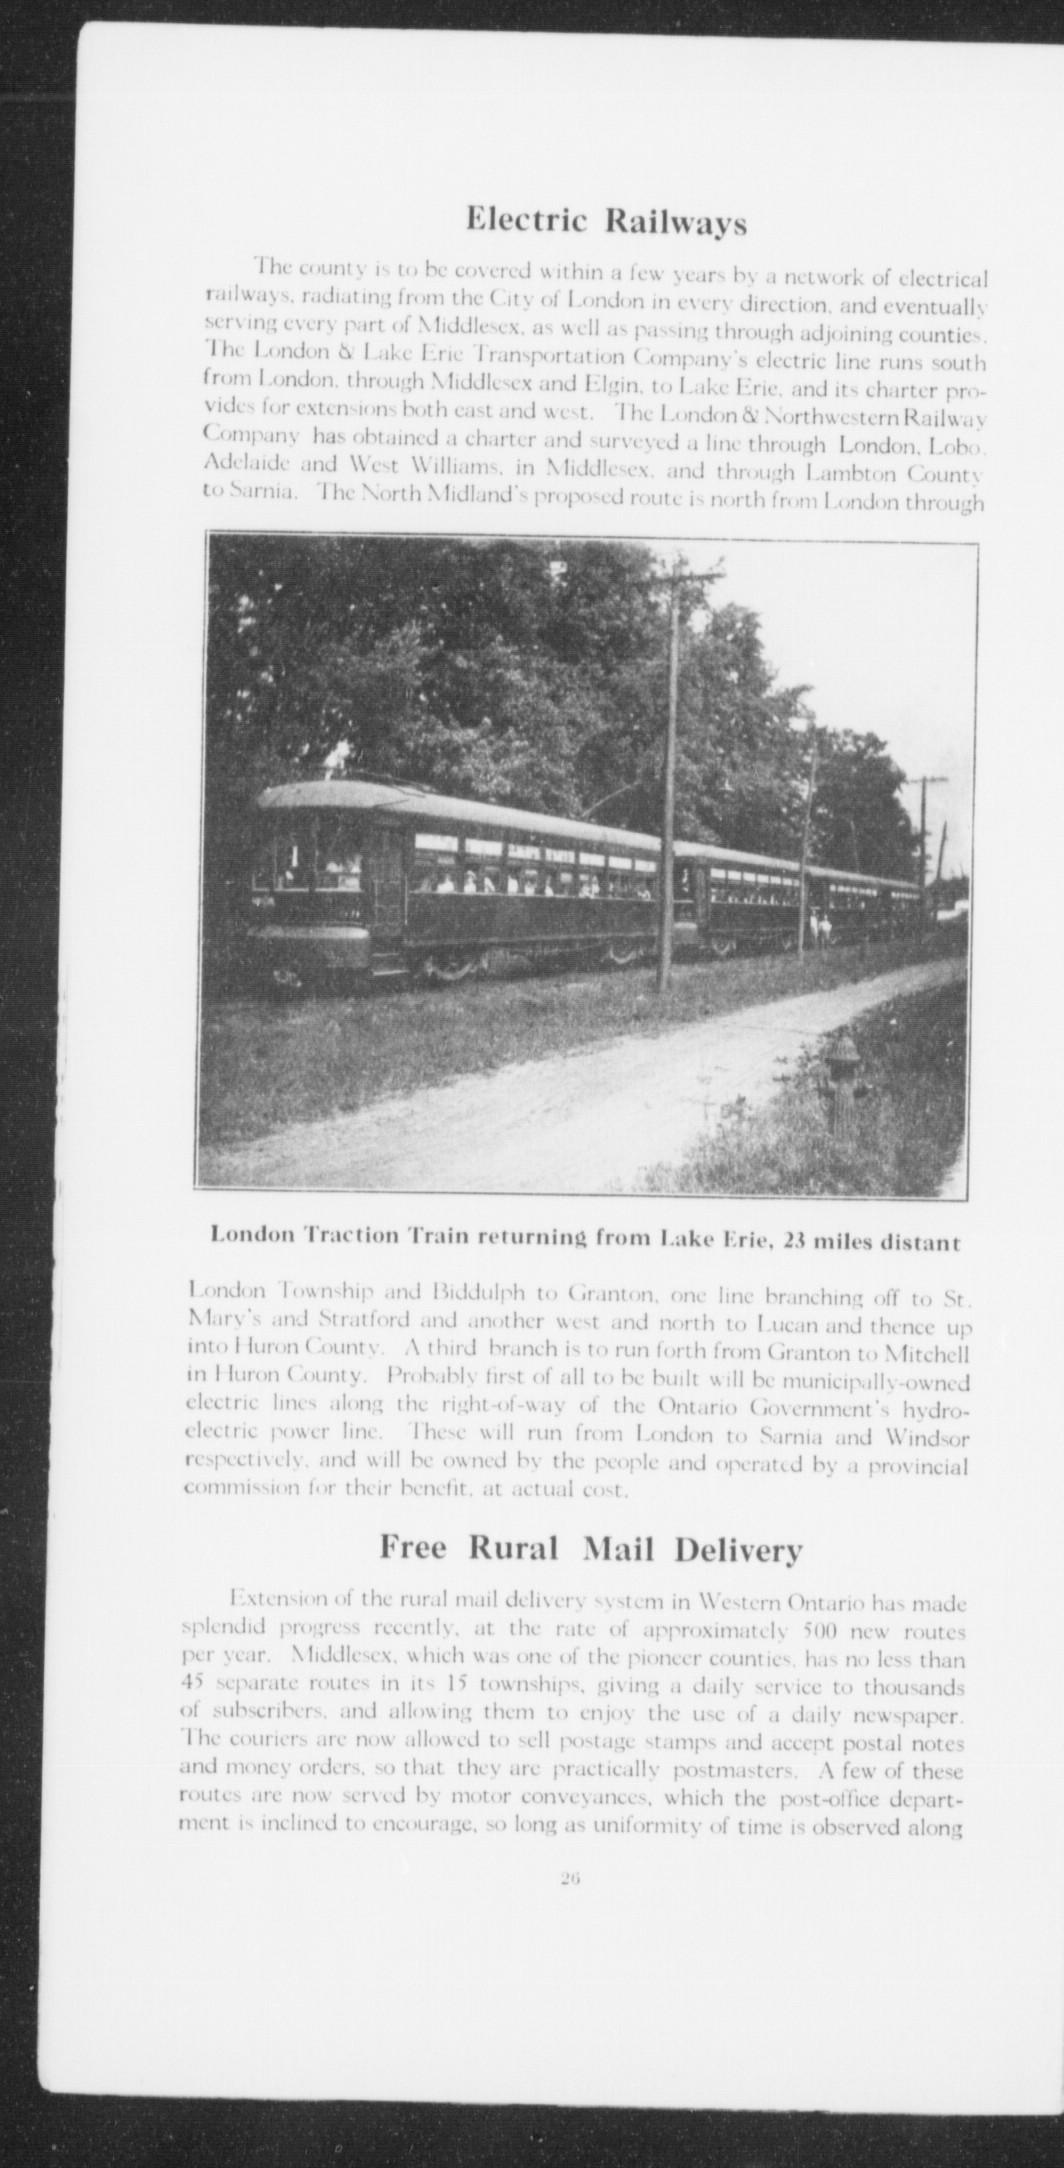 Electric Railways
The county is to be covered within a few years by a network of electrical
railways, radiating from the City of London in every direction, and eventually
serving every part of Middlesex, as well as passing through adjoining counties.
The London & Lake Erie Transportation Company's electric line runs south
from London, through Middlesex and Elgin, to Lake Erie, and its charter pro-
vides for extensions both east and west. The London & Northwestern Railway
Company has obtained a charter and surveyed a line through London, Lobo,
Adelaide and West Williams, in Middlesex, and through Lambton County
to Sarnia. The North Midland's proposed route is north from London through
London Traction Train returning from Lake Erie, 23 miles distant
London Township and Biddulph to Granton, one line branching off to St.
Mary's and Stratford and another west and north to Lucan and thence up
into Huron County. A third branch is to run forth from Granton to Mitchell
in Huron County. Probably first of all to be built will be municipally-owned
electric lines along the right-of-way of the Ontario Government's hydro-
electric power line. These will run from London to Sarnia and Windsor
respectively, and will be owned by the people and operated by a provincial
commission for their benefit, at actual cost.
Free Rural Mail Delivery
Extension of the rural mail delivery system in Western Ontario has made
splendid progress recently, at the rate of approximately 500 new routes
per year. Middlesex, which was one of the pioneer counties, has no less than
45 separate routes in its 15 townships, giving a daily service to thousands
of subscribers, and allowing them to enjoy the use of a daily newspaper.
The couriers are now allowed to sell postage stamps and accept postal notes
and money orders, so that they are practically postmasters. A few of these
routes are now served by motor conveyances, which the post-office depart-
ment is inclined to encourage, so long as uniformity of time is observed along
26